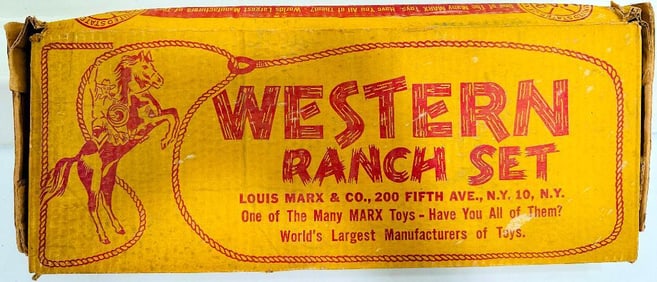 WESTERN
RANCH SET
LOUIS MARX & CO., 200 FIFTH AVE., N.Y. 10, N.Y.
One of The Many MARX Toys - Have You All of Them?
World's Largest Manufacturers of Toys.